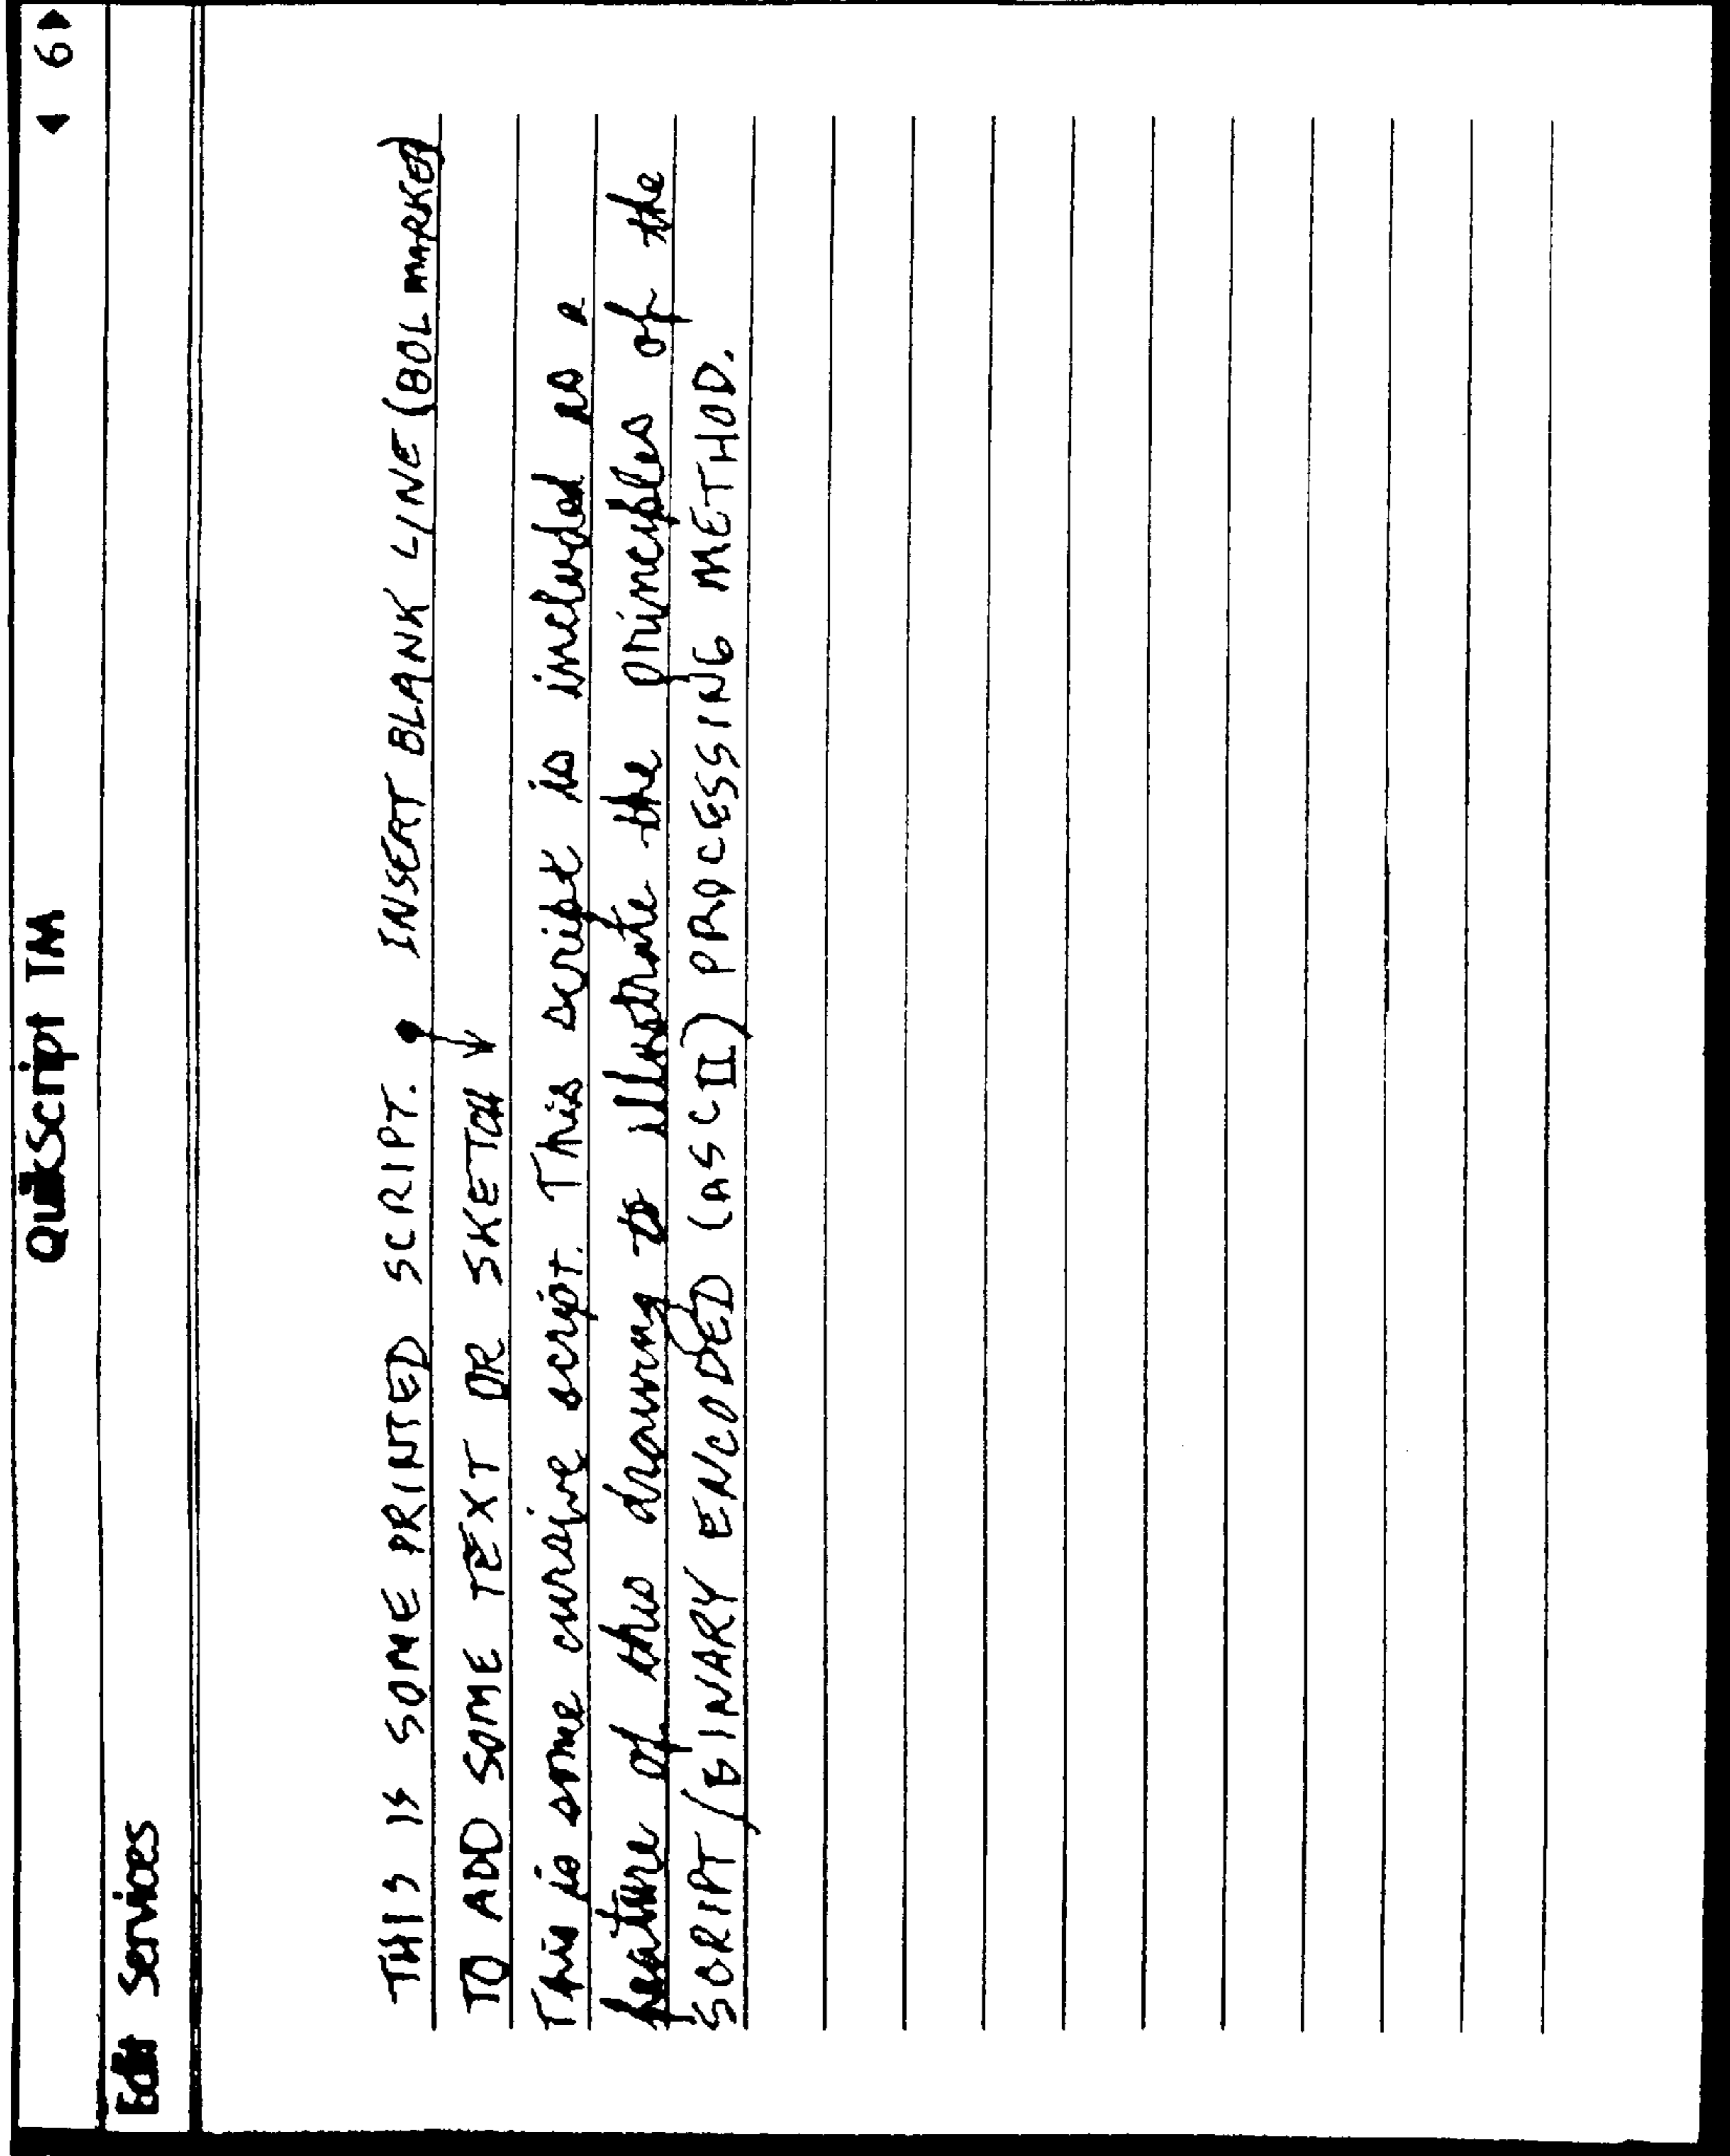 QuikScript TM
◀ 6 ▶
Edit Services
THIS IS SOME PRINTED SCRIPT. INSERT BLANK LINE (BOL MARKED)
TO ADD SOME TEXT OR SKETCH
This is some cursive script. This script is included as a
feature of this drawing to illustrate the principles of the
SCRIPT/BINARY ENCODED (ASCII) PROCESSING METHOD.